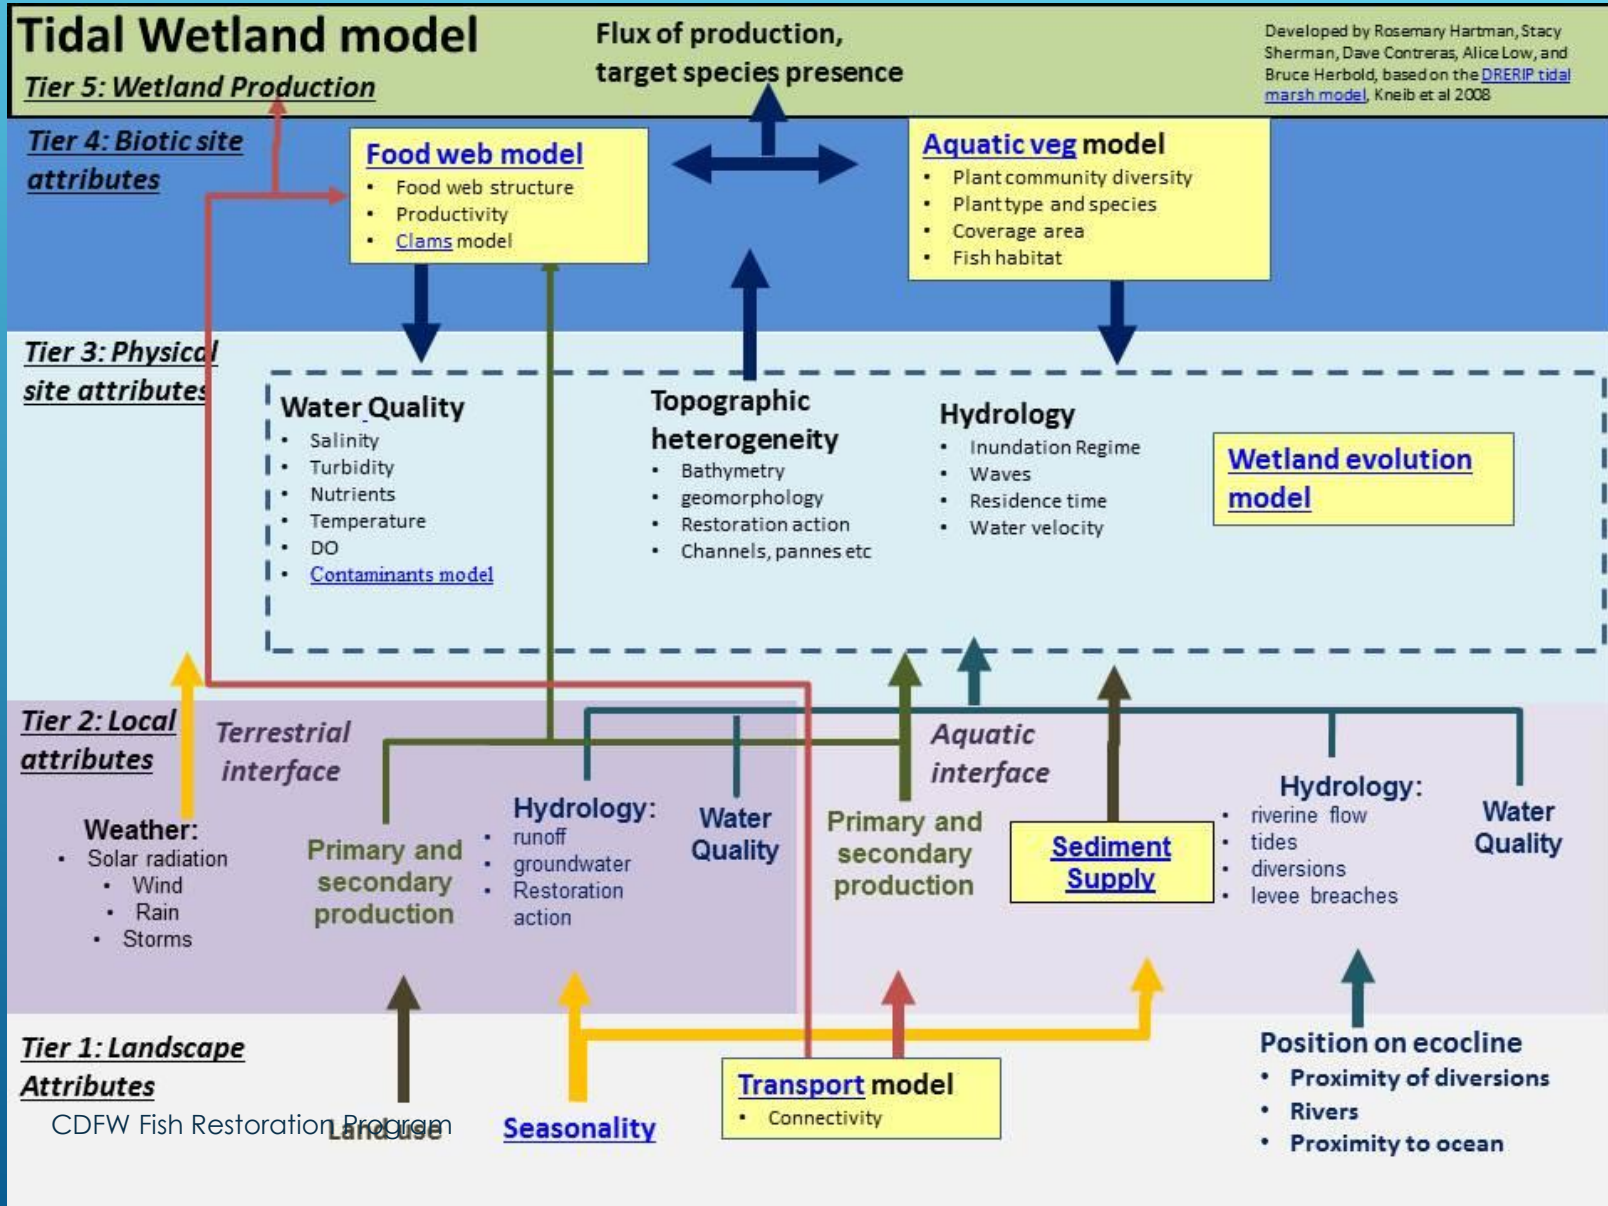 Tidal Wetland model
Tier 5: Wetland Production
Flux of production,
target species presence
Developed by Rosemary Hartman, Stacy
Sherman, Dave Contreras, Alice Low, and
Bruce Herbold, based on the DRERIP tidal
marsh model, Kneib et al 2008
Tier 4: Biotic site
attributes
Food web model
• Food web structure
• Productivity
• Clams model
Aquatic veg model
• Plant community diversity
• Plant type and species
• Coverage area
• Fish habitat
Tier 3: Physical
site attributes
Water Quality
• Salinity
• Turbidity
• Nutrients
• Temperature
• DO
• Contaminants model
Topographic
heterogeneity
• Bathymetry
• geomorphology
• Restoration action
• Channels, pannes etc
Hydrology
• Inundation Regime
• Waves
• Residence time
• Water velocity
Wetland evolution
model
Tier 2: Local
attributes
Terrestrial
interface
Aquatic
interface
Weather:
• Solar radiation
• Wind
• Rain
• Storms
Primary and
secondary
production
Hydrology:
• runoff
• groundwater
• Restoration
action
Water
Quality
Primary and
secondary
production
Sediment
Supply
Hydrology:
• riverine flow
• tides
• diversions
• levee breaches
Water
Quality
Tier 1: Landscape
Attributes
CDFW Fish Restoration Program
Land use
Seasonality
Transport model
• Connectivity
Position on ecocline
• Proximity of diversions
• Rivers
• Proximity to ocean